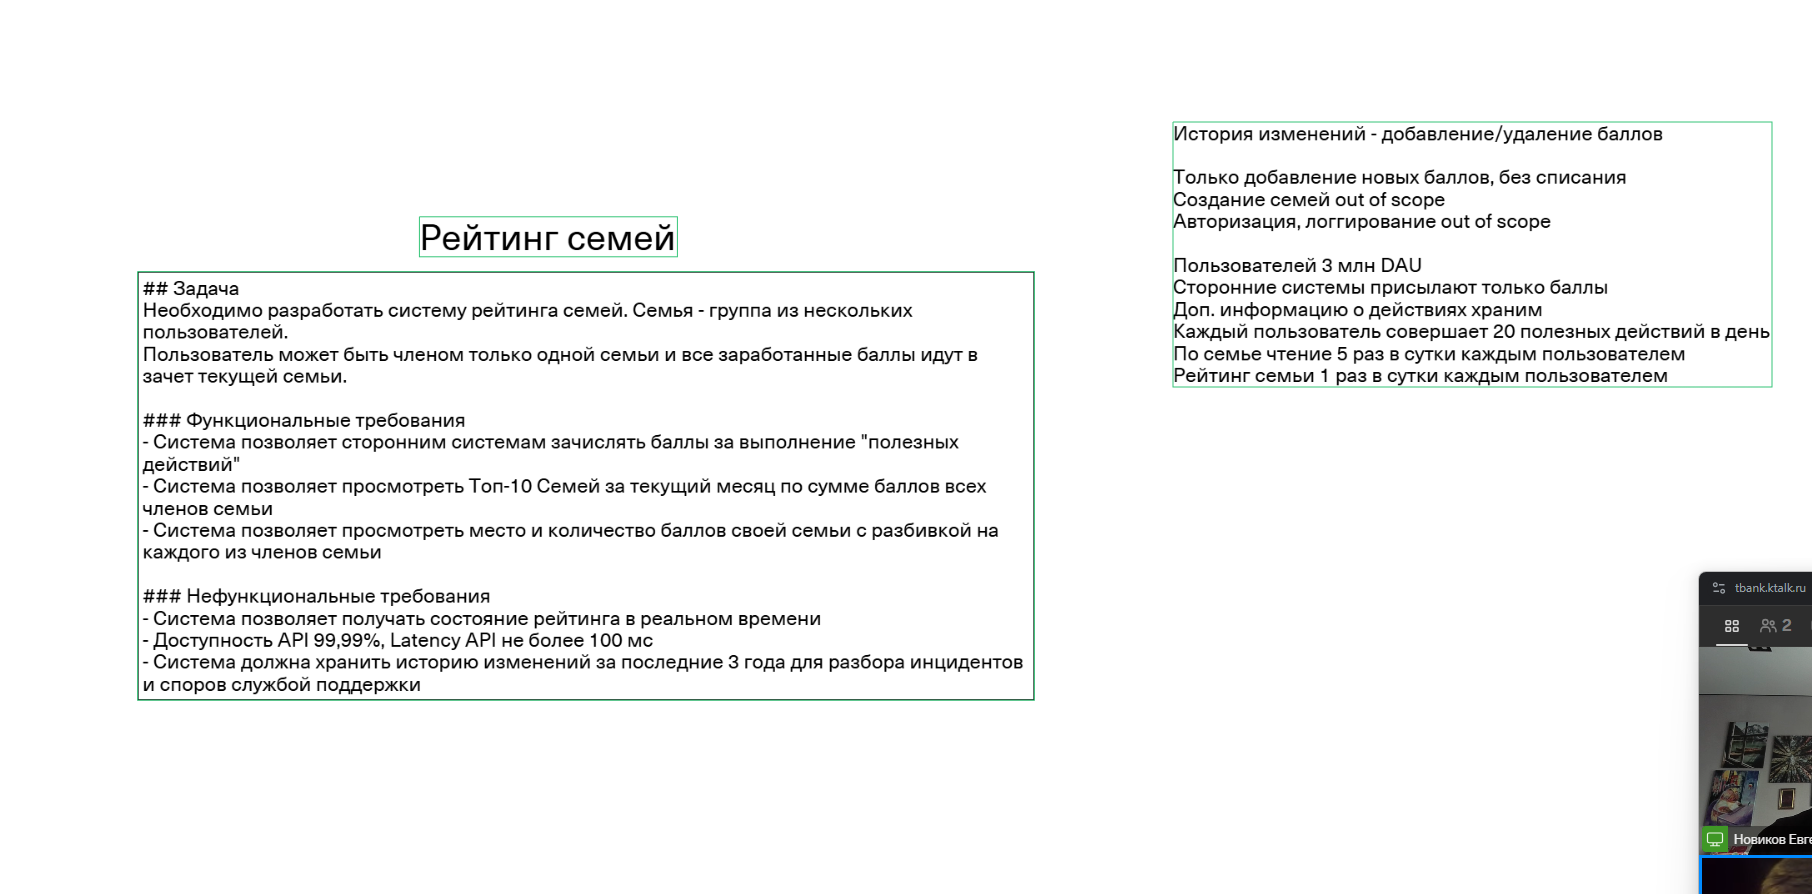 Рейтинг семей
## Задача
Необходимо разработать систему рейтинга семей. Семья - группа из нескольких
пользователей.
Пользователь может быть членом только одной семьи и все заработанные баллы идут в
зачет текущей семьи.
### Функциональные требования
- Система позволяет сторонним системам зачислять баллы за выполнение "полезных
действий"
- Система позволяет просмотреть Топ-10 Семей за текущий месяц по сумме баллов всех
членов семьи
- Система позволяет просмотреть место и количество баллов своей семьи с разбивкой на
каждого из членов семьи
### Нефункциональные требования
- Система позволяет получать состояние рейтинга в реальном времени
- Доступность API 99,99%, Latency API не более 100 мс
- Система должна хранить историю изменений за последние 3 года для разбора инцидентов
и споров службой поддержки
История изменений - добавление/удаление баллов
Только добавление новых баллов, без списания
Создание семей out of scope
Авторизация, логгирование out of scope
Пользователей 3 млн DAU
Сторонние системы присылают только баллы
Доп. информацию о действиях храним
Каждый пользователь совершает 20 полезных действий в день
По семье чтение 5 раз в сутки каждым пользователем
Рейтинг семьи 1 раз в сутки каждым пользователем
tbank.ktalk.ru
2
Новиков